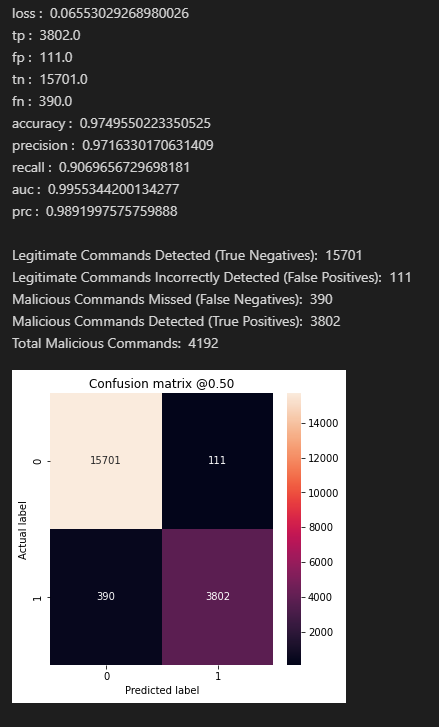 loss :  0.06553029268980026
tp :  3802.0
fp :  111.0
tn :  15701.0
fn :  390.0
accuracy :  0.9749550223350525
precision :  0.9716330170631409
recall :  0.9069656729698181
auc :  0.9955344200134277
prc :  0.9891997575759888
Legitimate Commands Detected (True Negatives):  15701
Legitimate Commands Incorrectly Detected (False Positives):  111
Malicious Commands Missed (False Negatives):  390
Malicious Commands Detected (True Positives):  3802
Total Malicious Commands:  4192
Confusion matrix @0.50
Actual label
0
1
15701
111
390
3802
0
1
Predicted label
14000
12000
10000
8000
6000
4000
2000